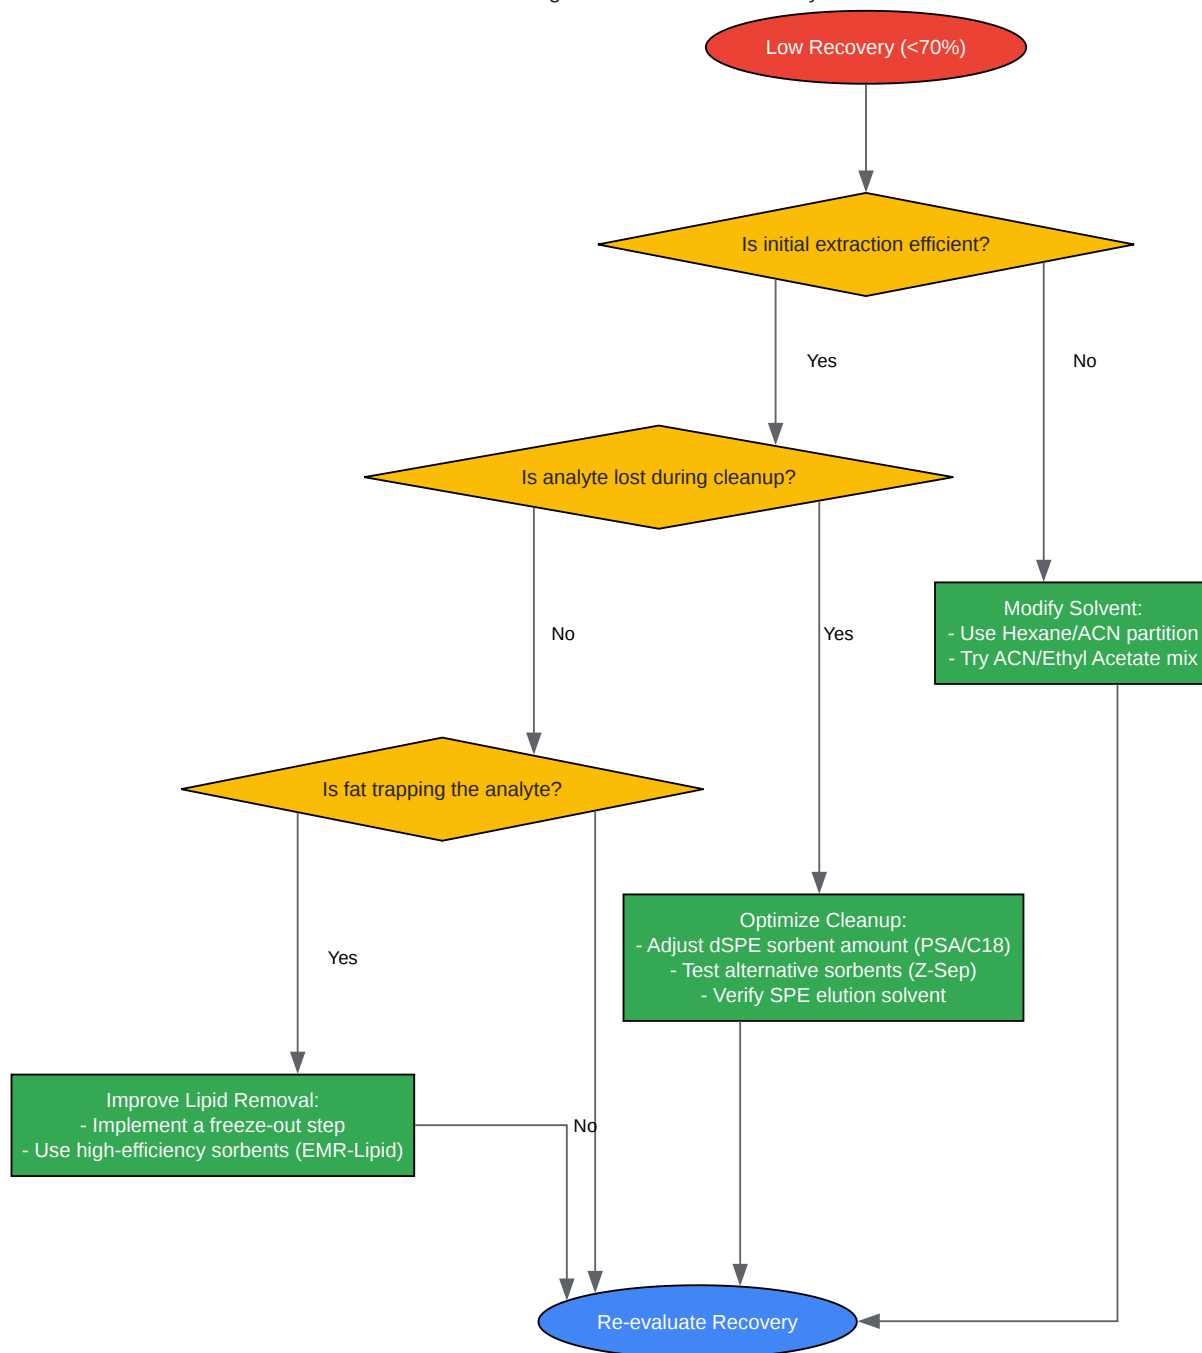 Low Recovery (<70%)
Is initial extraction efficient?
Yes
No
Is analyte lost during cleanup?
Modify Solvent:
- Use Hexane/ACN partition
- Try ACN/Ethyl Acetate mix
No
Yes
Is fat trapping the analyte?
Optimize Cleanup:
- Adjust dSPE sorbent amount (PSA/C18)
- Test alternative sorbents (Z-Sep)
- Verify SPE elution solvent
Yes
Improve Lipid Removal:
- Implement a freeze-out step
- Use high-efficiency sorbents (EMR-Lipid)
No
Re-evaluate Recovery